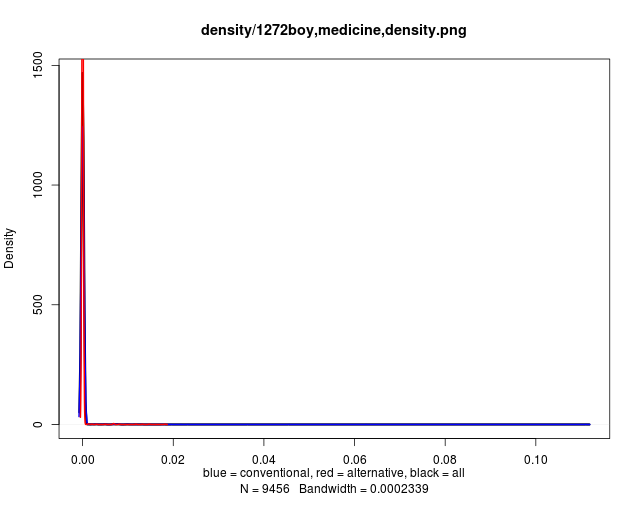 density/1272boy,medicine,density.png
1500
1000
500
0
Density
0.00 0.02 0.04 0.06 0.08 0.10
blue = conventional, red = alternative, black = all
N = 9456 Bandwidth = 0.0002339